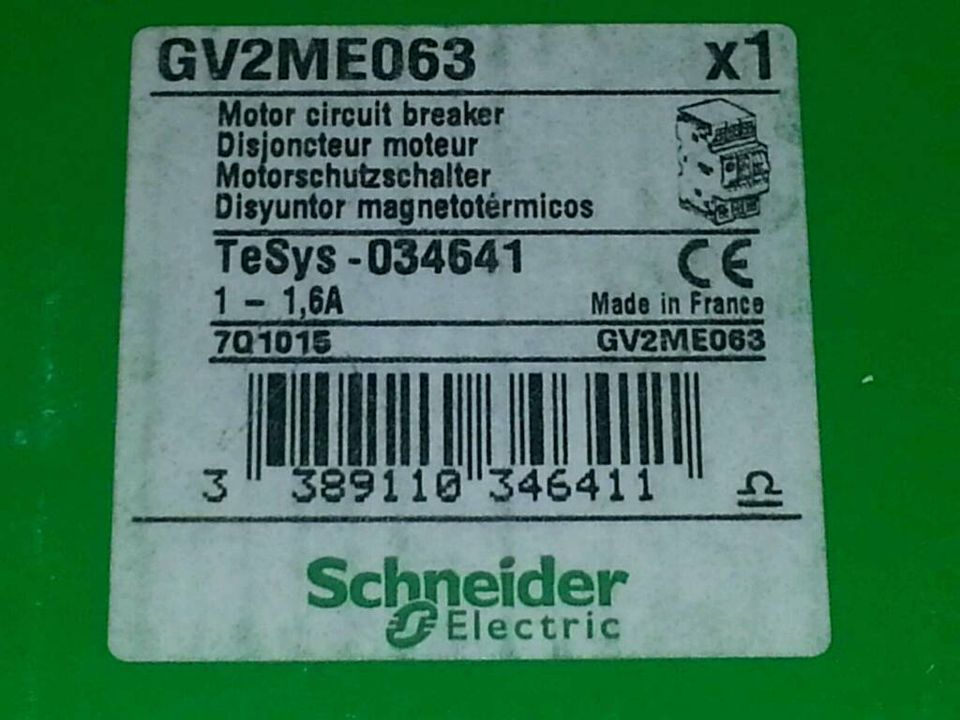 GV2ME063 x1
Motor circuit breaker
Disjoncteur moteur
Motorschutzschalter
Disyuntor magnetotérmicos
TeSys - 034641 CE
1 - 1,6A Made in France
7Q1015 GV2ME063
3 389110 346411
Schneider
Electric